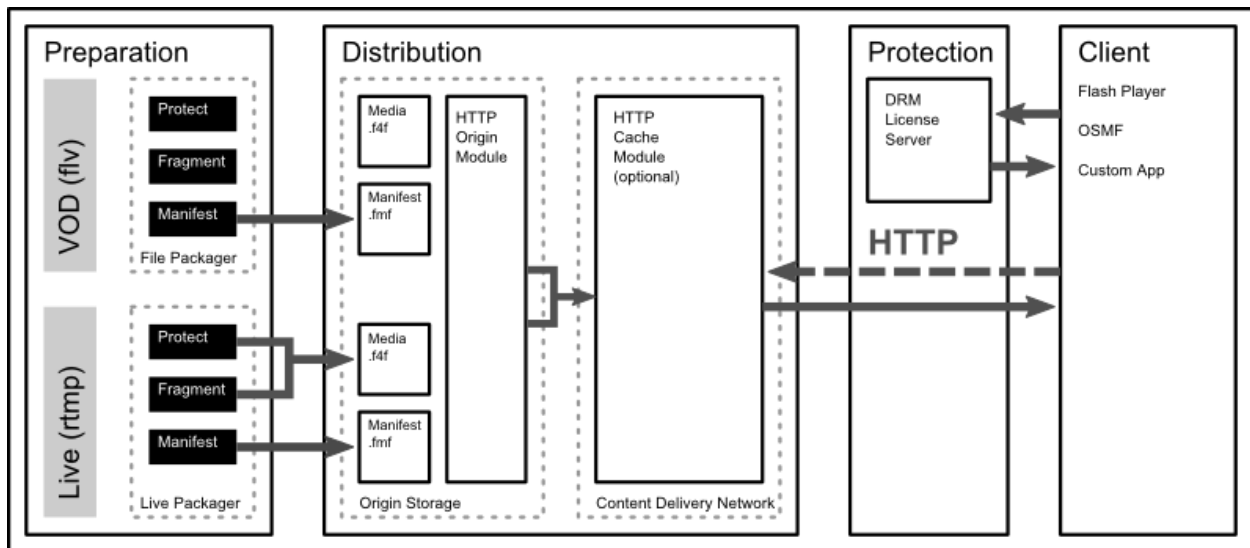 Preparation
VOD (flv)
Protect
Fragment
Manifest
File Packager
Live (rtmp)
Protect
Fragment
Manifest
Live Packager
Distribution
Media
.f4f
Manifest
.fmf
Media
.f4f
Manifest
.fmf
HTTP
Origin
Module
Origin Storage
HTTP
Cache
Module
(optional)
Content Delivery Network
Protection
DRM
License
Server
HTTP
Client
Flash Player
OSMF
Custom App